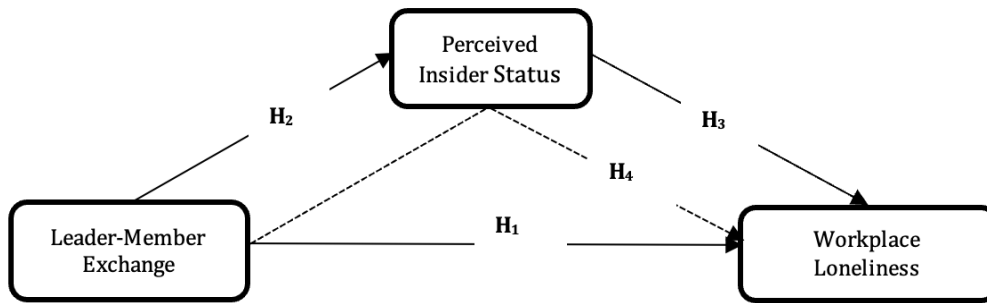 Perceived
Insider Status
H₂
H₃
H₄
Leader-Member
Exchange
H₁
Workplace
Loneliness